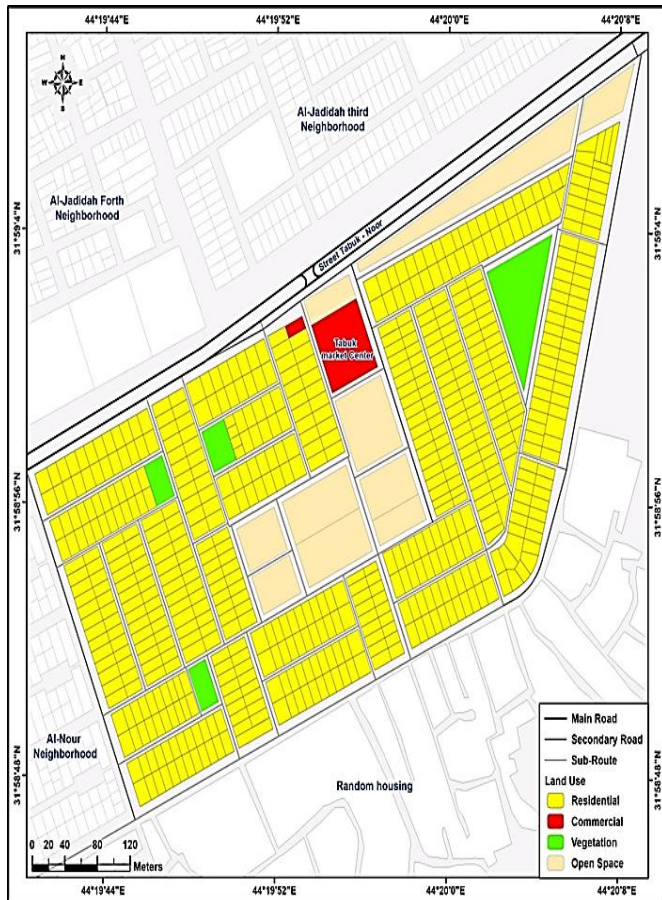 44°19'44"E 44°19'52"E 44°20'0"E 44°20'8"E
N
W E
S
Al-Jadidah third
Neighborhood
Al-Jadidah Forth
Neighborhood
31°59'4"N 31°59'4"N
Street Tabuk - Noor
Tabuk
market Center
31°58'56"N 31°58'56"N
Al-Nour
Neighborhood
Random housing
31°58'48"N 31°58'48"N
Main Road
Secondary Road
Sub-Route
Land Use
Residential
Commercial
Vegetation
Open Space
0 20 40 80 120
Meters
44°19'44"E 44°19'52"E 44°20'0"E 44°20'8"E